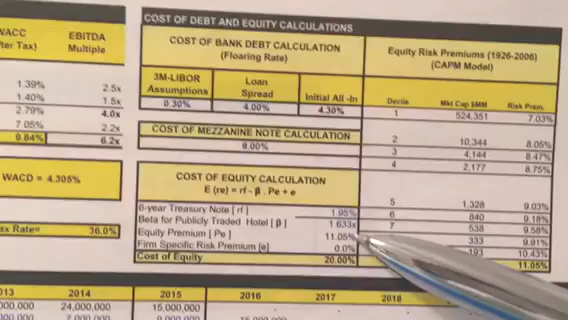 COST OF DEBT AND EQUITY CALCULATIONS
WACC
(After Tax)
EBITDA
Multiple
1.39% 2.5x
1.40% 1.5x
2.79% 4.0x
7.05% 2.2x
9.84% 6.2x
WACD = 4.305%
ax Rate= 36.0%
COST OF BANK DEBT CALCULATION
(Floaring Rate)
3M-LIBOR
Assumptions
Loan
Spread
Initial All -In
0.30% 4.00% 4.30%
COST OF MEZZANINE NOTE CALCULATION
9.00%
COST OF EQUITY CALCULATION
E (re) = rf - β . Pe + e
6-year Treasury Note [ rf ] 1.95%
Beta for Publicly Traded Hotel [ β ] 1.633x
Equity Premium [ Pe ] 11.05%
Firm Specific Risk Premium [e] 0.0%
Cost of Equity 20.00%
Equity Risk Premiums (1926-2006)
(CAPM Model)
Decile Mkt Cap $MM Risk Prem.
1 524,351 7.03%
2 10,344 8.05%
3 4,144 8.47%
4 2,177 8.75%
5 1,328 9.03%
6 840 9.18%
7 538 9.58%
333 9.91%
193 10.43%
11.05%
013 2014 2015 2016 2017 2018
000,000 24,000,000 15,000,000